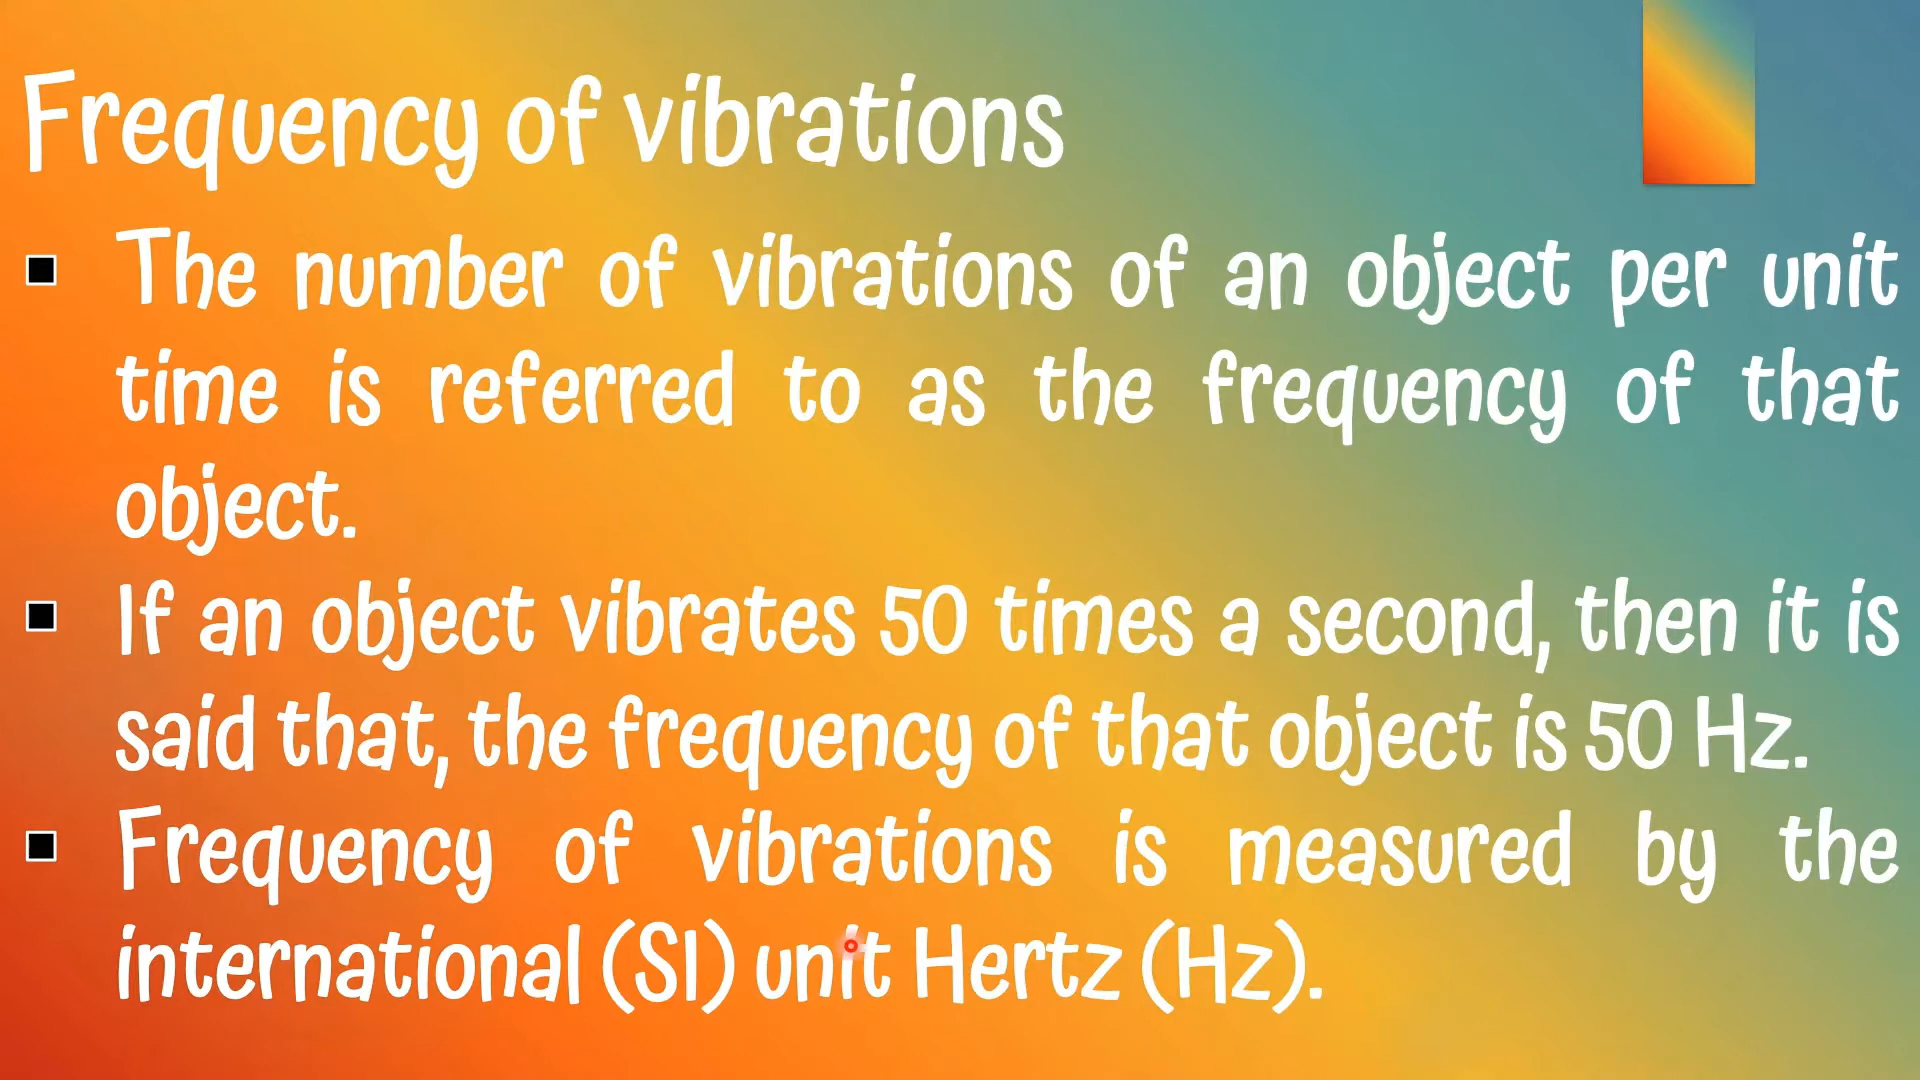 Frequency of vibrations
The number of vibrations of an object per unit
time is referred to as the frequency of that
object.
If an object vibrates 50 times a second, then it is
said that, the frequency of that object is 50 Hz.
Frequency of vibrations is measured by the
international (SI) unit Hertz (Hz).